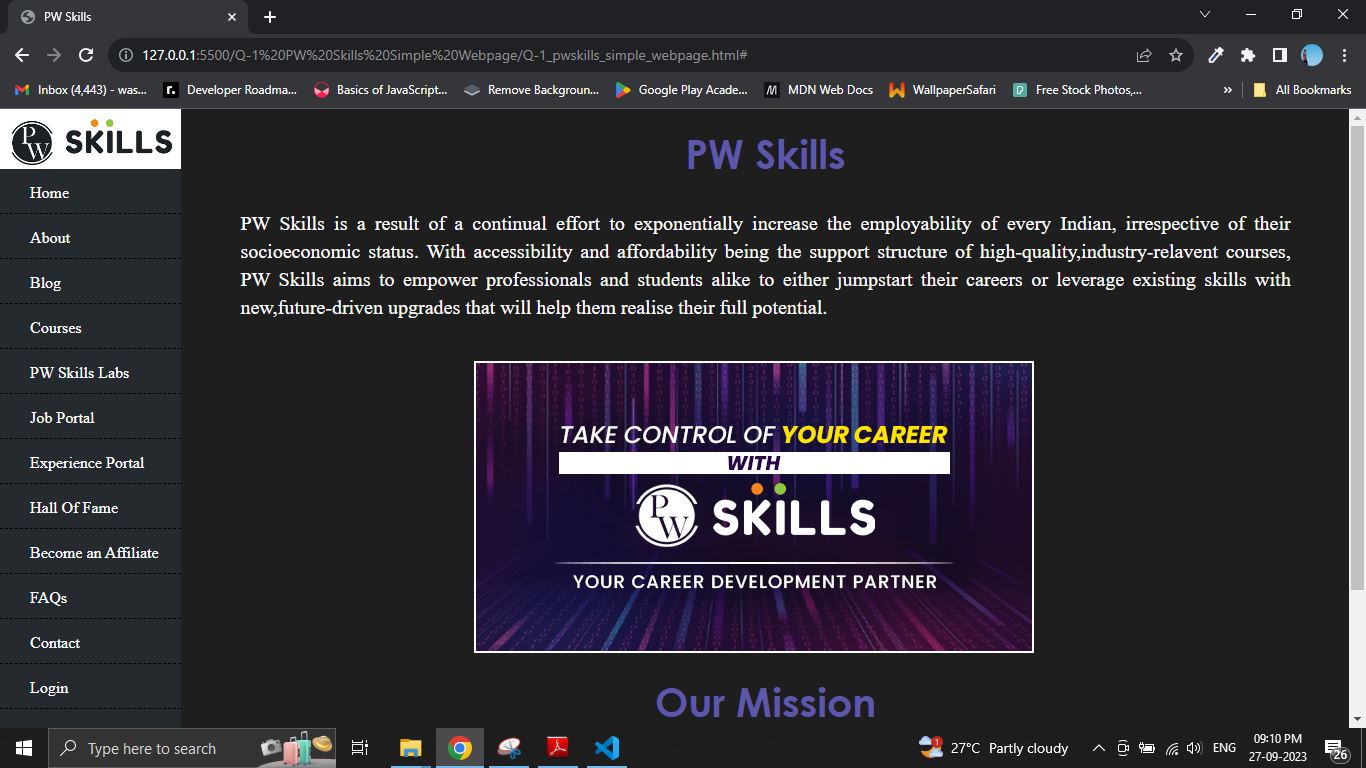 PW Skills
127.0.0.1:5500/Q-1%20PW%20Skills%20Simple%20Webpage/Q-1_pwskills_simple_webpage.html#
Inbox (4,443) - was... Developer Roadma... Basics of JavaScript... Remove Backgroun... Google Play Acade... MDN Web Docs WallpaperSafari Free Stock Photos,... » All Bookmarks
PW SKILLS
Home
About
Blog
Courses
PW Skills Labs
Job Portal
Experience Portal
Hall Of Fame
Become an Affiliate
FAQs
Contact
Login
PW Skills
PW Skills is a result of a continual effort to exponentially increase the employability of every Indian, irrespective of their
socioeconomic status. With accessibility and affordability being the support structure of high-quality,industry-relavent courses,
PW Skills aims to empower professionals and students alike to either jumpstart their careers or leverage existing skills with
new,future-driven upgrades that will help them realise their full potential.
TAKE CONTROL OF YOUR CAREER
WITH
PW SKILLS
YOUR CAREER DEVELOPMENT PARTNER
Our Mission
Type here to search
27°C Partly cloudy
ENG
09:10 PM
27-09-2023
26